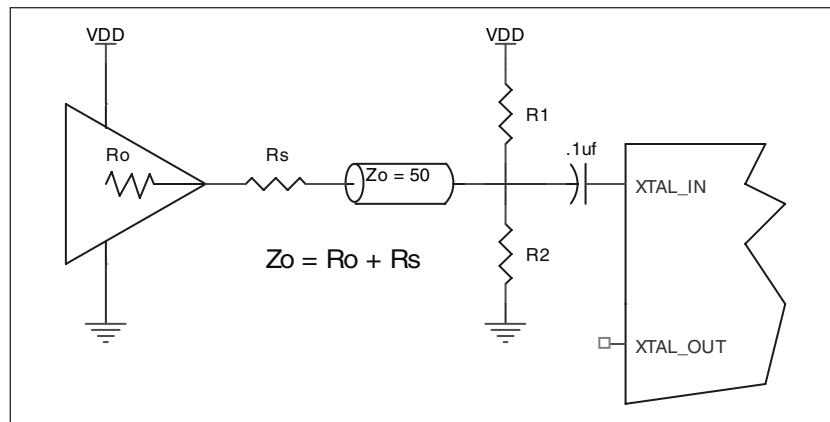 VDD
VDD
R1
Ro
Rs
Zo = 50
.1uf
XTAL_IN
Zo = Ro + Rs
R2
XTAL_OUT